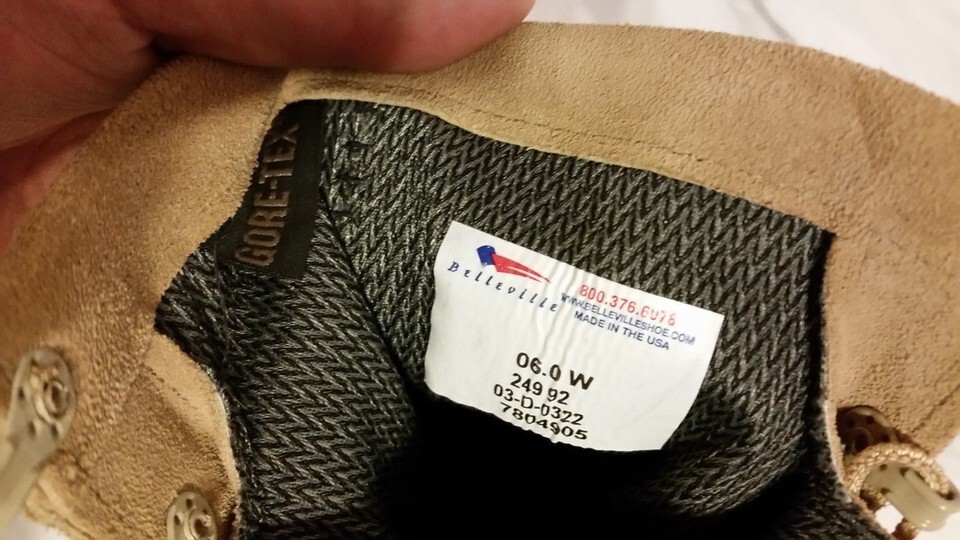 GORE-TEX
Belleville
800.376.6978
WWW.BELLEVILLESHOE.COM
MADE IN THE USA
06.0 W
249 92
03-D-0322
7804905